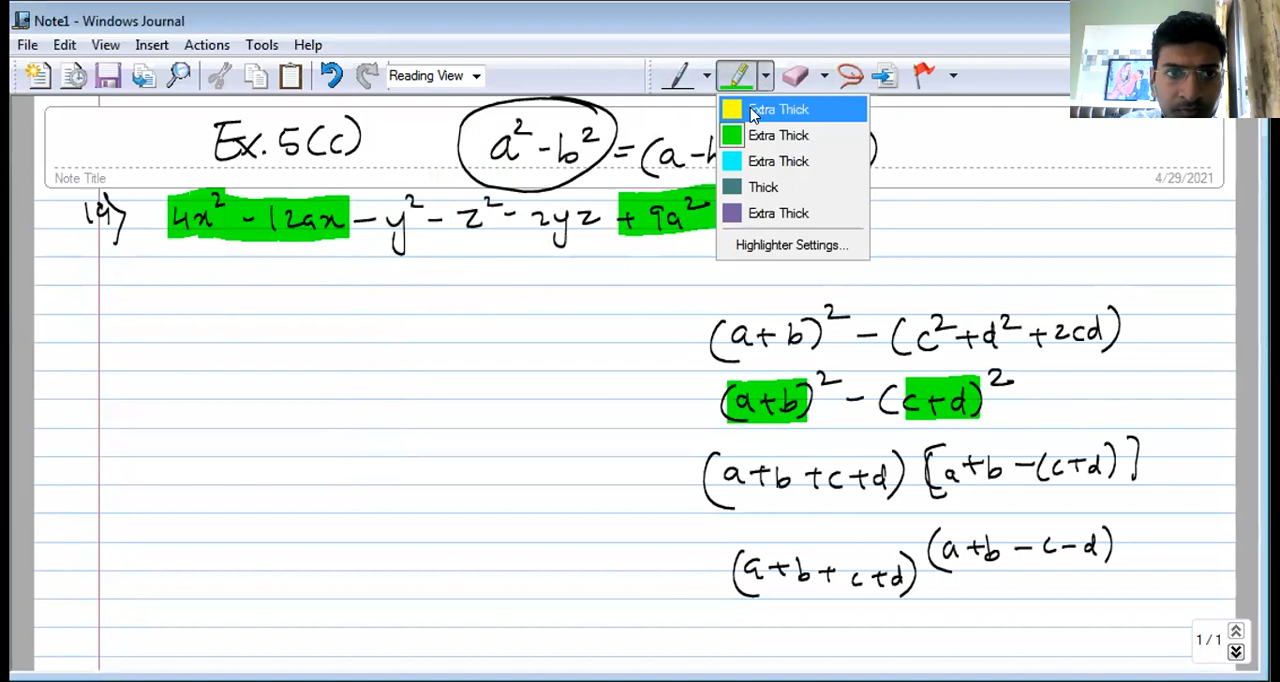 Note1 - Windows Journal
File Edit View Insert Actions Tools Help
Reading View
Extra Thick
Extra Thick
Extra Thick
Thick
Extra Thick
Highlighter Settings...
Ex. 5(c) a² - b² = (a - b )
Note Title 4/29/2021
19) 4x² - 12ax - y² - z² - 2yz + 9a²
(a+b)² - (c² + d² + 2cd)
(a+b)² - (c+d)²
(a+b+c+d) [a+b - (c+d)]
(a+b+c+d) (a+b-c-d)
1/1